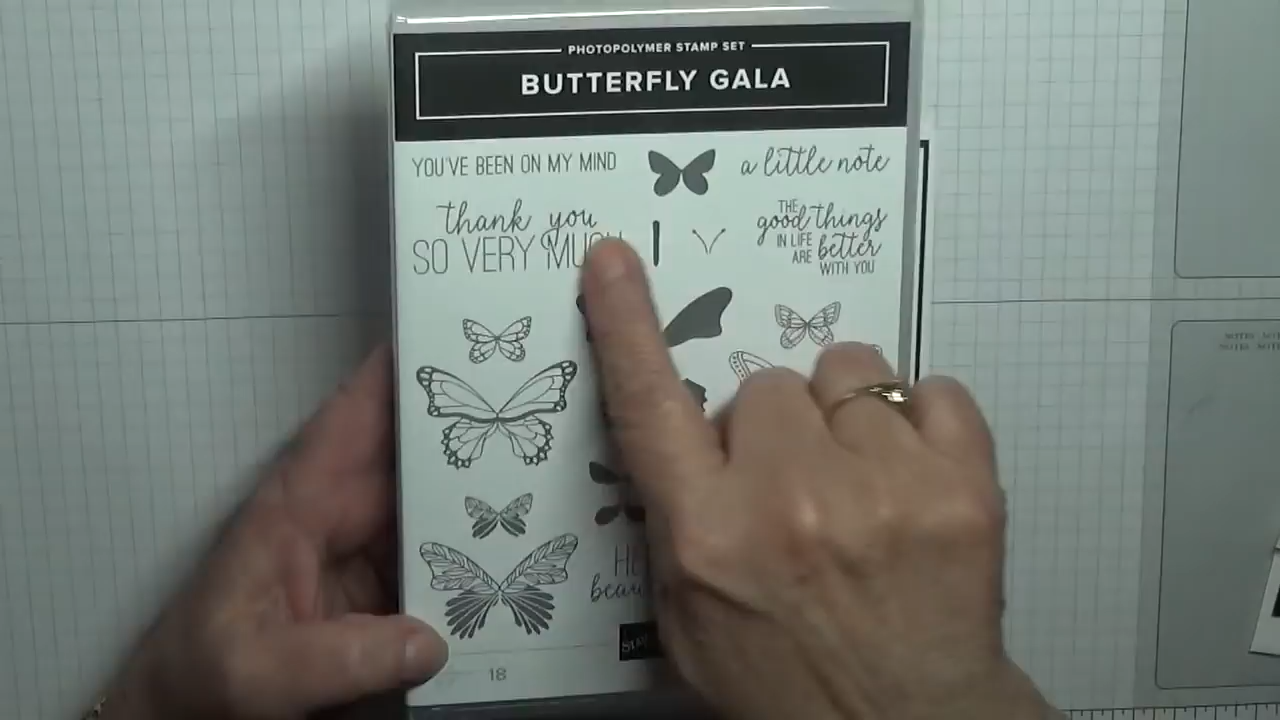 PHOTOPOLYMER STAMP SET
BUTTERFLY GALA
YOU'VE BEEN ON MY MIND
a little note
thank you
SO VERY MUCH
THE
good things
IN LIFE
ARE better
WITH YOU
18